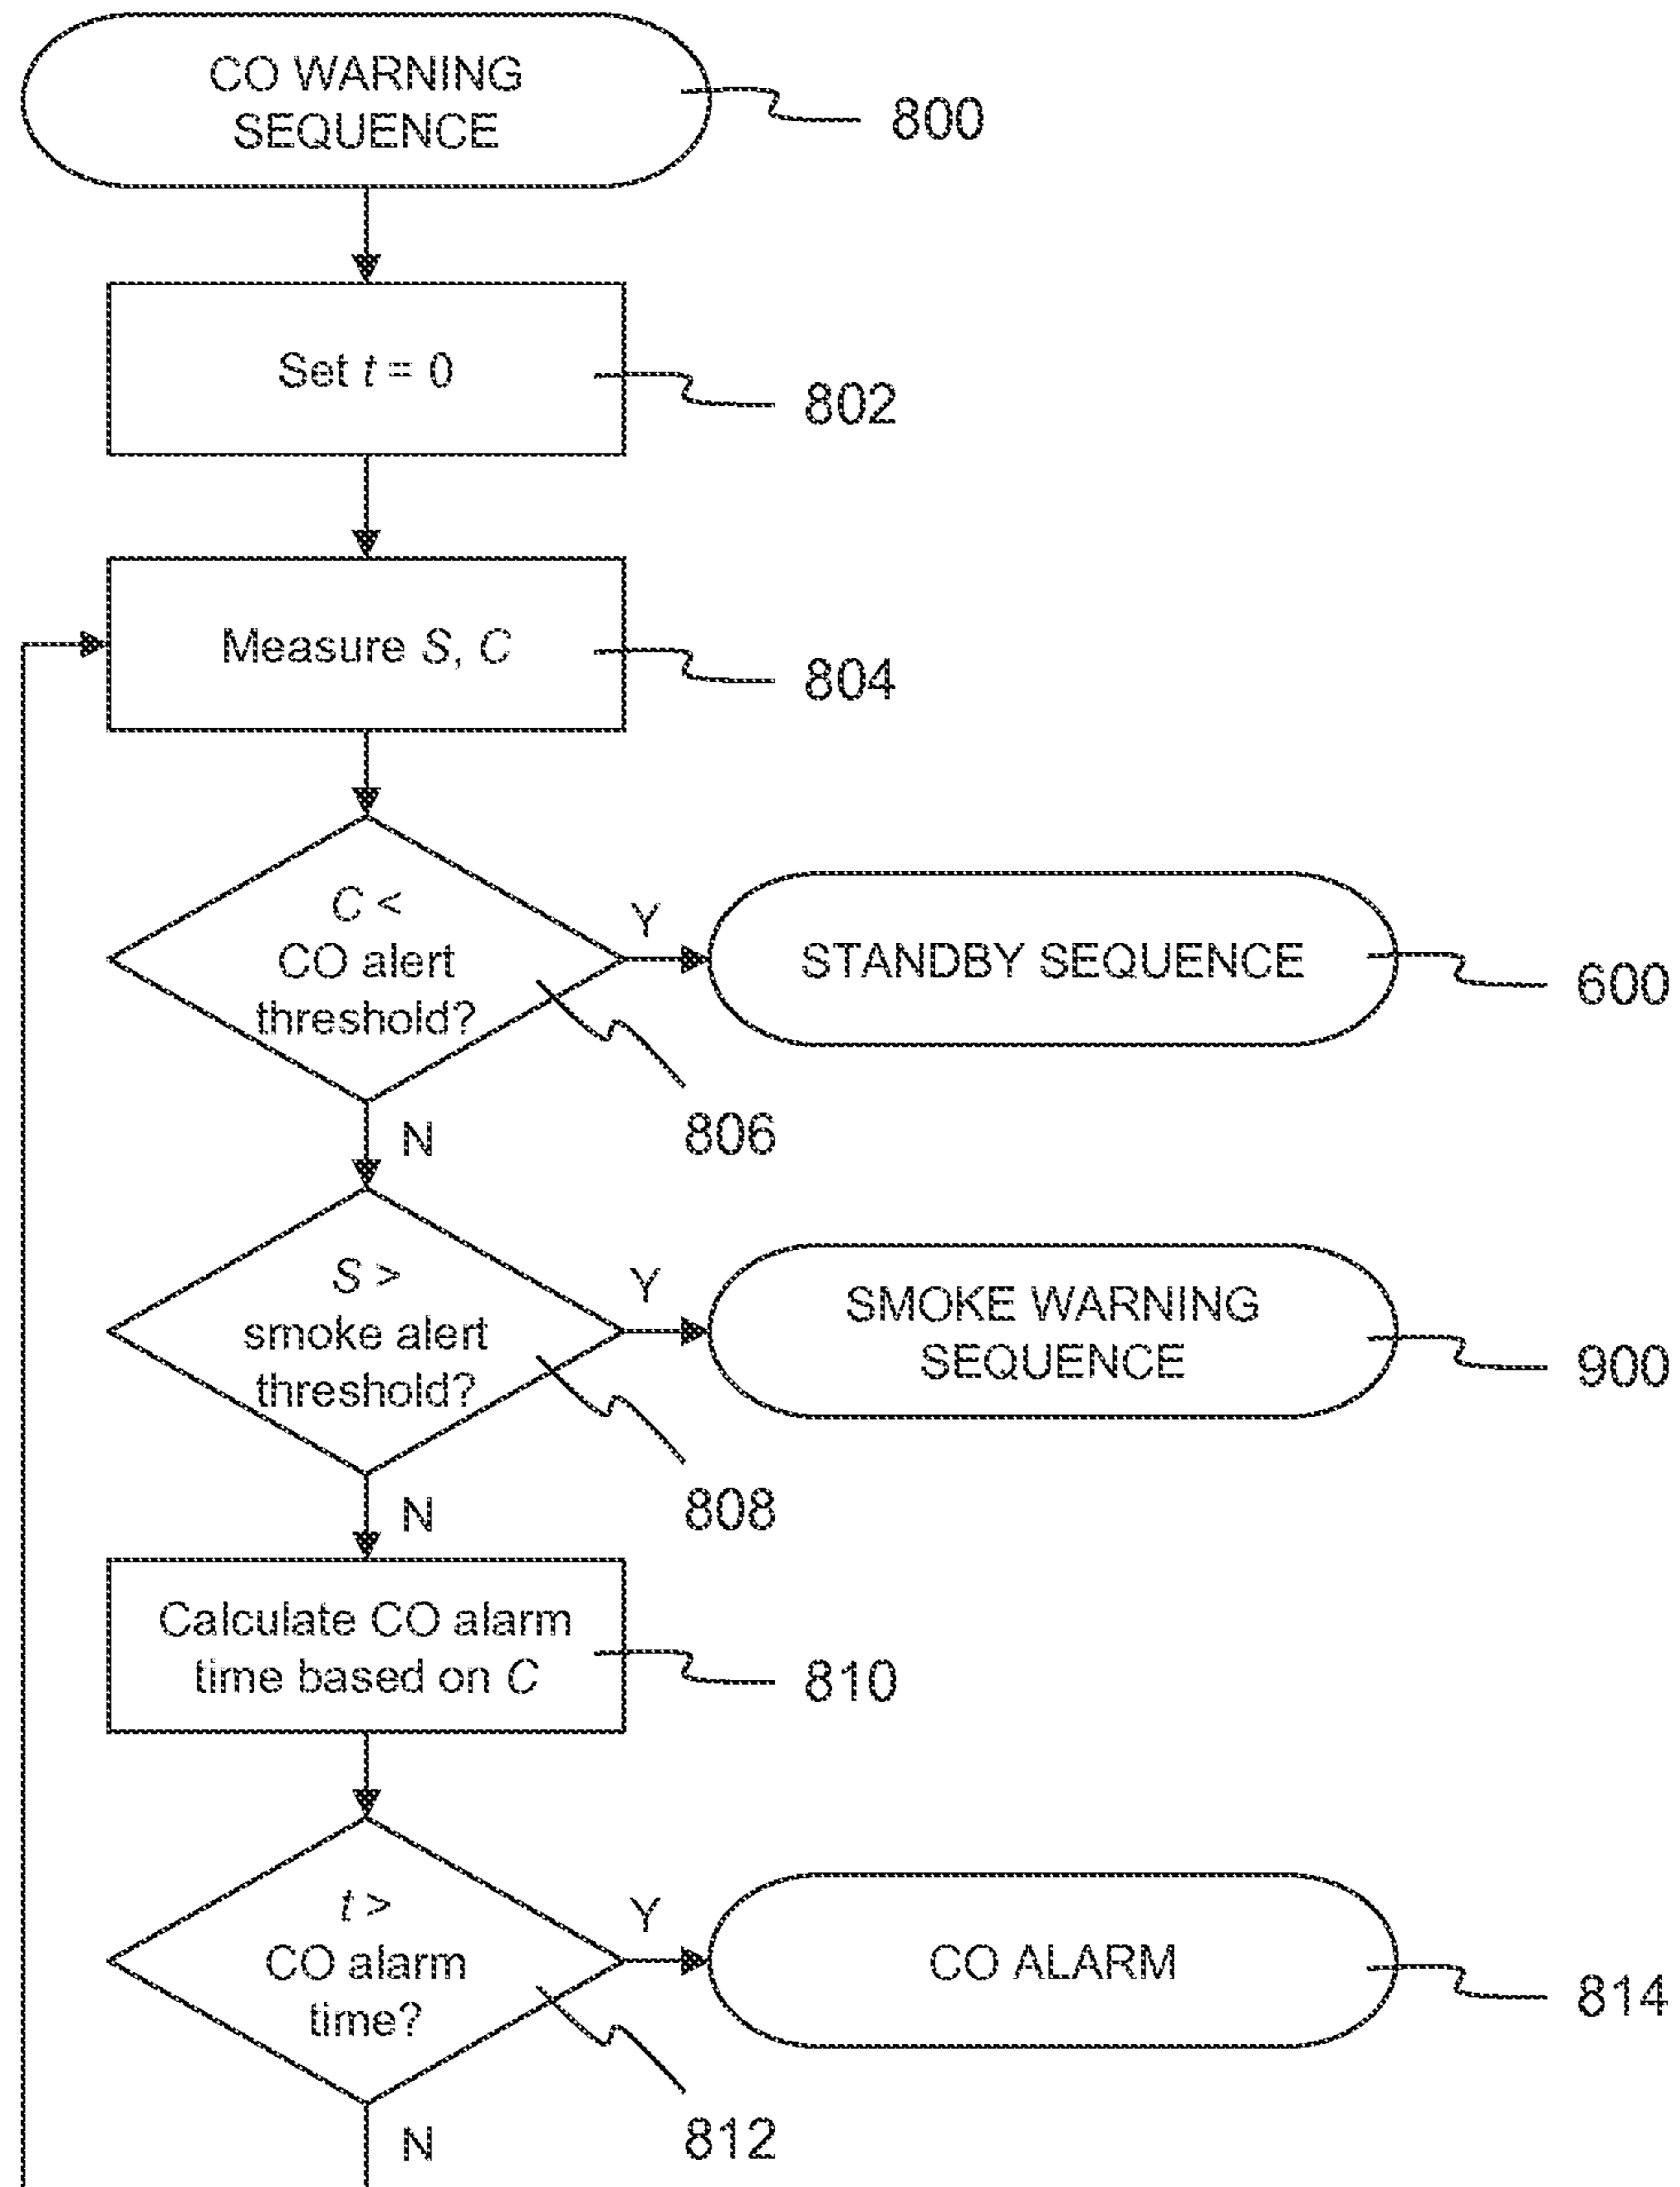 CO WARNING
SEQUENCE
800
Set t = 0
802
Measure S, C
804
C <
CO alert
threshold?
Y
STANDBY SEQUENCE
600
806
N
S >
smoke alert
threshold?
Y
SMOKE WARNING
SEQUENCE
900
808
N
Calculate CO alarm
time based on C
810
t >
CO alarm
time?
Y
CO ALARM
814
812
N